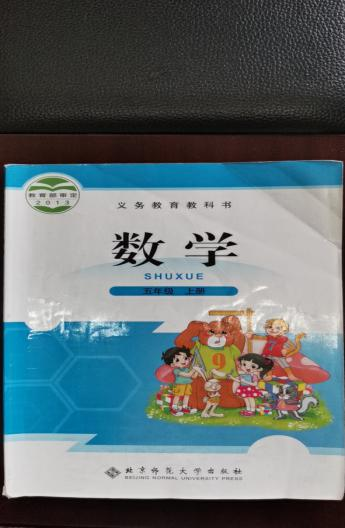 教育部审定
2013
义务教育教科书
数学
SHUXUE
五年级 上册
9
北京师范大学出版社
BEIJING NORMAL UNIVERSITY PRESS